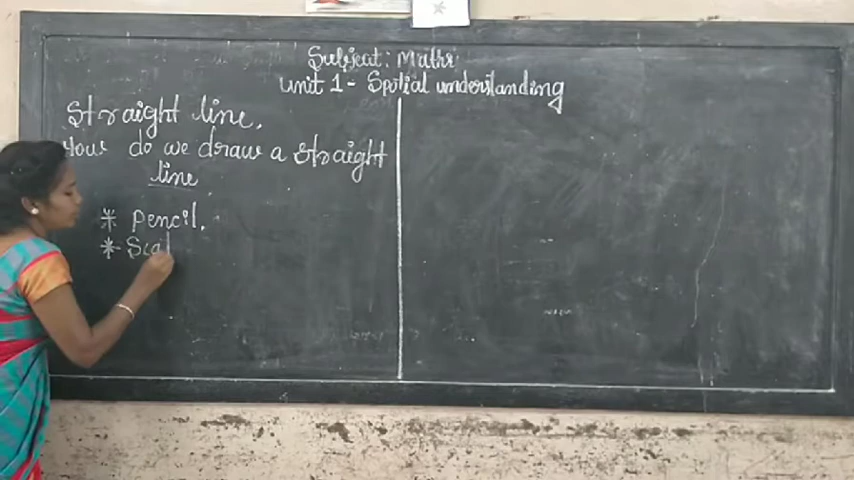 Subject: Maths
Unit 1 - Spatial understanding
Straight line.
How do we draw a straight
line
* Pencil.
* Scal